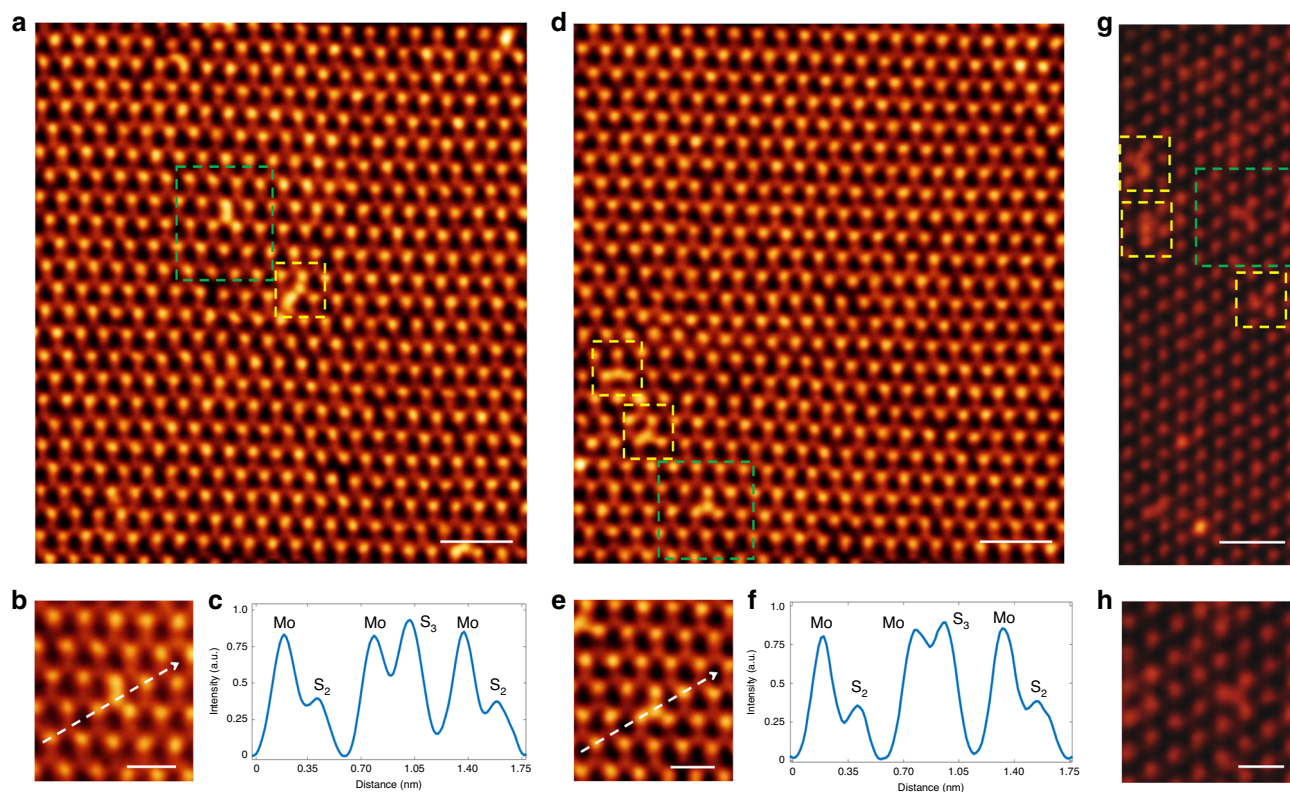 a
d
g
b
c
e
f
h
1.0
0.75
0.5
0.25
0
Intensity (a.u.)
Mo
S2
Mo
S3
Mo
S2
0
0.35
0.70
1.05
1.40
1.75
Distance (nm)
1.0
0.75
0.5
0.25
0
Intensity (a.u.)
Mo
S2
Mo
S3
Mo
S2
0
0.35
0.70
1.05
1.40
1.75
Distance (nm)